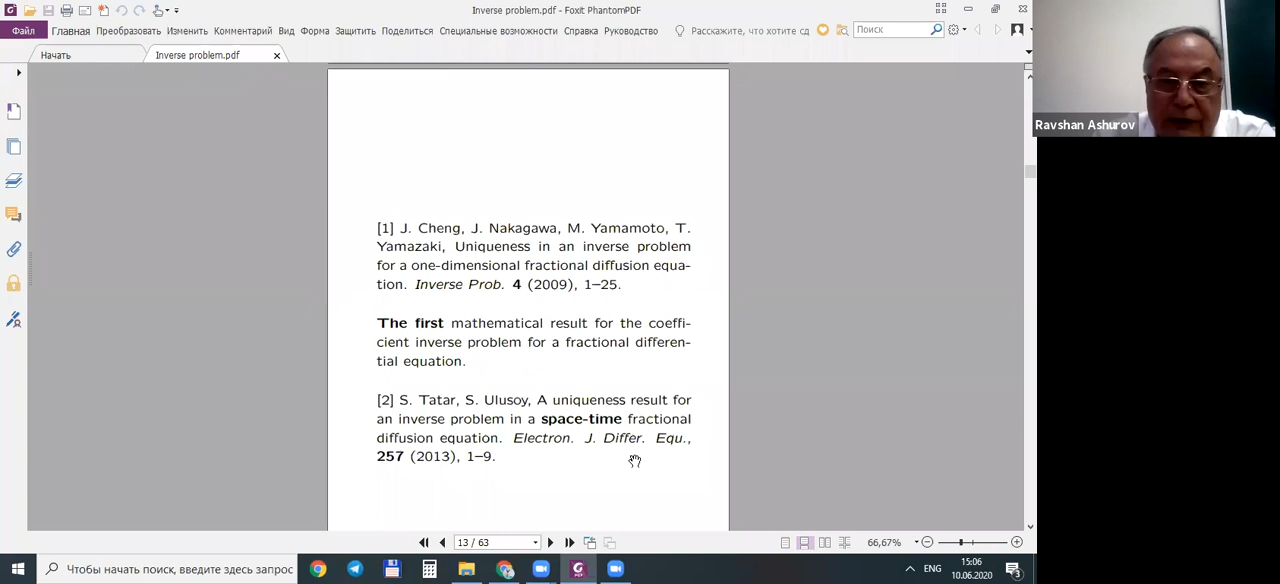 Inverse problem.pdf - Foxit PhantomPDF
Файл Главная Преобразовать Изменить Комментарий Вид Форма Защитить Поделиться Специальные возможности Справка Руководство Расскажите, что хотите сд Поиск
Начать Inverse problem.pdf
Ravshan Ashurov
[1] J. Cheng, J. Nakagawa, M. Yamamoto, T.
Yamazaki, Uniqueness in an inverse problem
for a one-dimensional fractional diffusion equa-
tion. Inverse Prob. 4 (2009), 1–25.
The first mathematical result for the coeffi-
cient inverse problem for a fractional differen-
tial equation.
[2] S. Tatar, S. Ulusoy, A uniqueness result for
an inverse problem in a space-time fractional
diffusion equation. Electron. J. Differ. Equ.,
257 (2013), 1–9.
13 / 63 66,67%
Чтобы начать поиск, введите здесь запрос ENG 15:06
10.06.2020 3